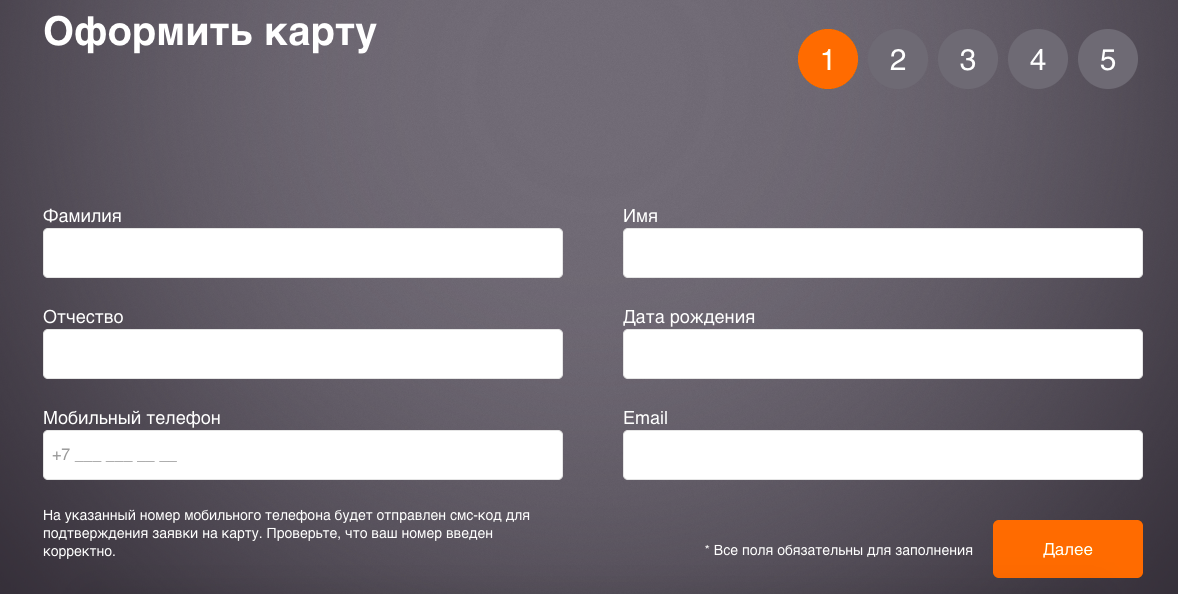 Оформить карту
1 2 3 4 5
Фамилия
Имя
Отчество
Дата рождения
Мобильный телефон
Email
+7 ___ ___ __ __
На указанный номер мобильного телефона будет отправлен смс-код для
подтверждения заявки на карту. Проверьте, что ваш номер введен
корректно.
* Все поля обязательны для заполнения
Далее